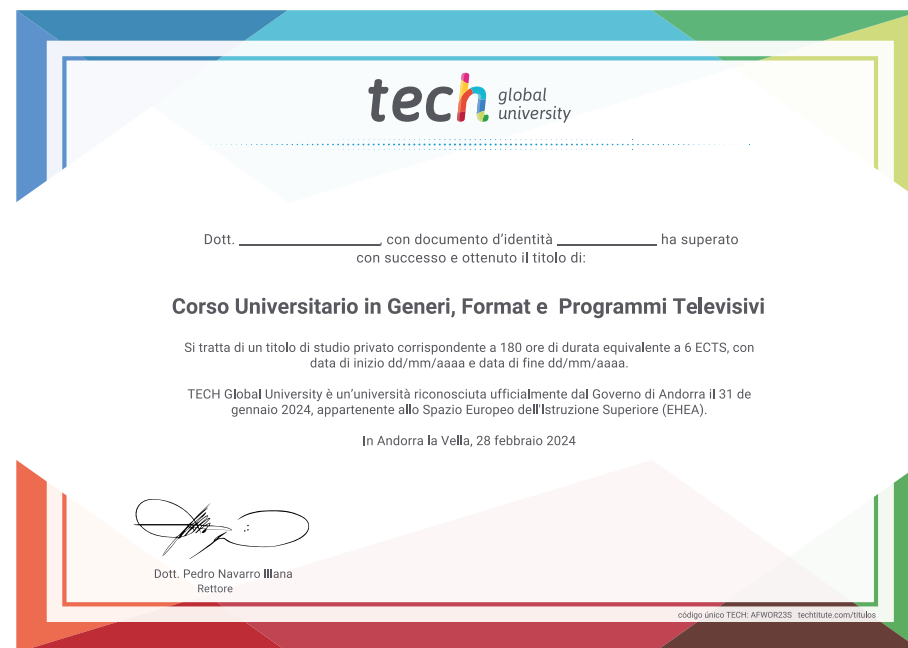 tech global university
Dott. ____________________, con documento d'identità ______________ ha superato
con successo e ottenuto il titolo di:
Corso Universitario in Generi, Format e Programmi Televisivi
Si tratta di un titolo di studio privato corrispondente a 180 ore di durata equivalente a 6 ECTS, con
data di inizio dd/mm/aaaa e data di fine dd/mm/aaaa.
TECH Global University è un'università riconosciuta ufficialmente dal Governo di Andorra il 31 de
gennaio 2024, appartenente allo Spazio Europeo dell'Istruzione Superiore (EHEA).
In Andorra la Vella, 28 febbraio 2024
Dott. Pedro Navarro Illana
Rettore
código único TECH: AFWOR23S techtitute.com/titulos